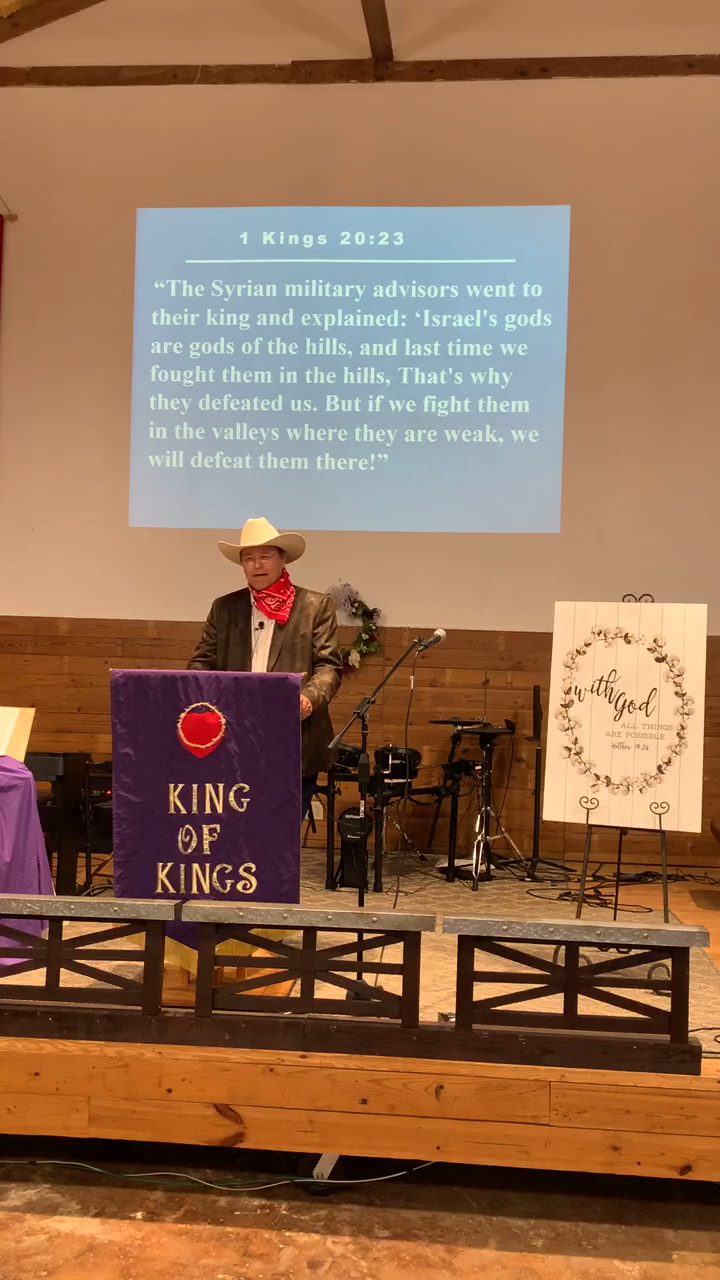 1 Kings 20:23
“The Syrian military advisors went to
their king and explained: ‘Israel's gods
are gods of the hills, and last time we
fought them in the hills, That's why
they defeated us. But if we fight them
in the valleys where they are weak, we
will defeat them there!”
with
God
ALL THINGS
ARE POSSIBLE
Matthew 19:26
KING
OF
KINGS